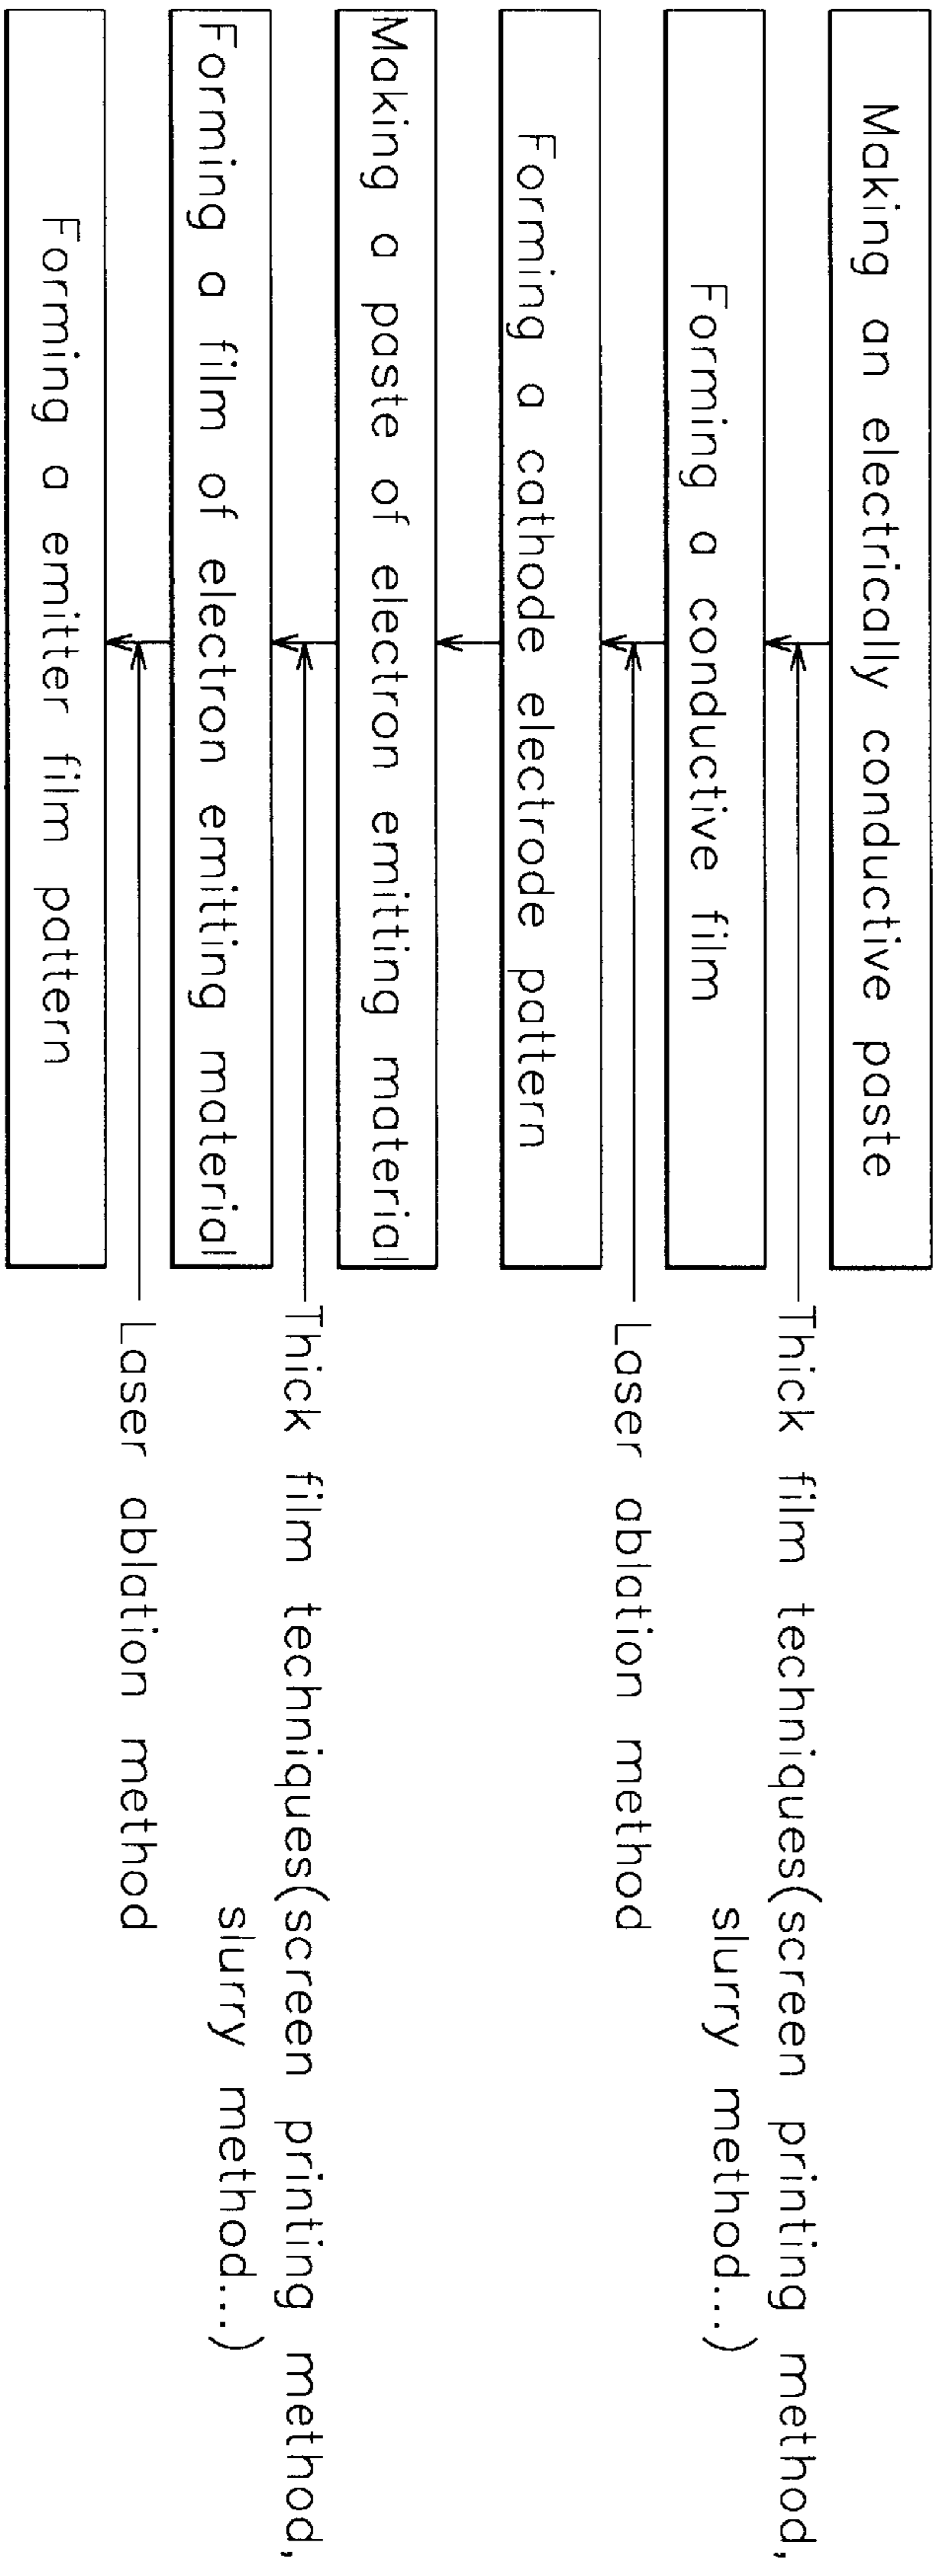 Making an electrically conductive paste
Thick film techniques(screen printing method,
slurry method...)
Forming a conductive film
Laser ablation method
Forming a cathode electrode pattern
Making a paste of electron emitting material
Thick film techniques(screen printing method,
slurry method...)
Forming a film of electron emitting material
Laser ablation method
Forming a emitter film pattern